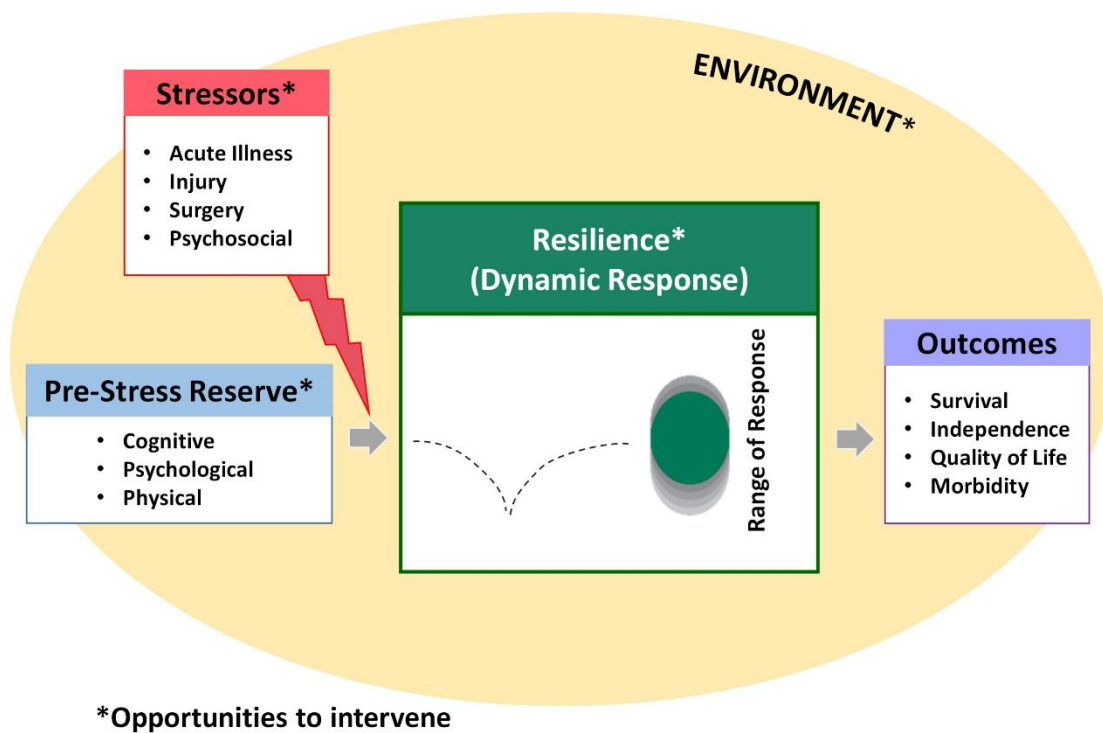 ENVIRONMENT*
Stressors*
• Acute Illness
• Injury
• Surgery
• Psychosocial
Pre-Stress Reserve*
• Cognitive
• Psychological
• Physical
Resilience*
(Dynamic Response)
Range of Response
Outcomes
• Survival
• Independence
• Quality of Life
• Morbidity
*Opportunities to intervene